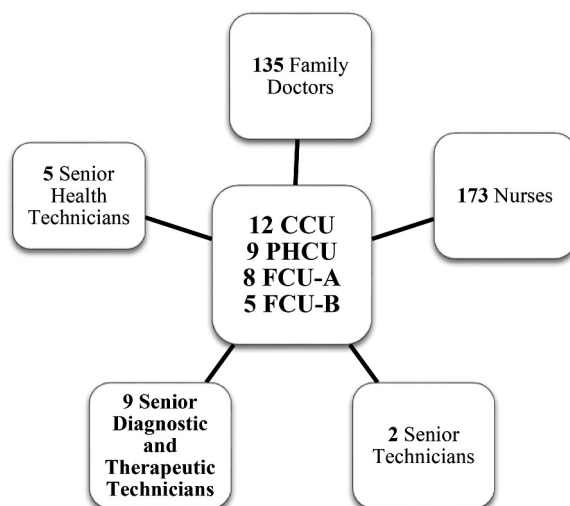 135 Family
Doctors
5 Senior
Health
Technicians
173 Nurses
12 CCU
9 PHCU
8 FCU-A
5 FCU-B
9 Senior
Diagnostic
and
Therapeutic
Technicians
2 Senior
Technicians